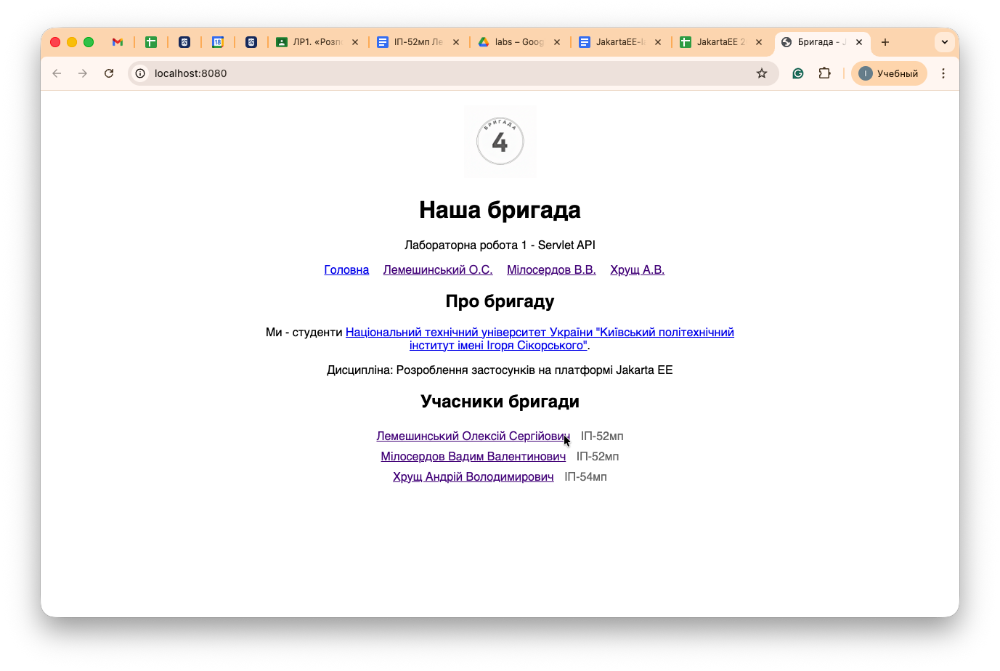 18
ЛР1. «Розп
ІП-52мп Ле
labs – Goog
JakartaEE-l
JakartaEE 2
Бригада - J
localhost:8080
І
Учебный
БРИГАДА
4
Наша бригада
Лабораторна робота 1 - Servlet API
Головна Лемешинський О.С. Мілосердов В.В. Хрущ А.В.
Про бригаду
Ми - студенти Національний технічний університет України "Київський політехнічний
інститут імені Ігоря Сікорського".
Дисципліна: Розроблення застосунків на платформі Jakarta EE
Учасники бригади
Лемешинський Олексій Сергійович ІП-52мп
Мілосердов Вадим Валентинович ІП-52мп
Хрущ Андрій Володимирович ІП-54мп